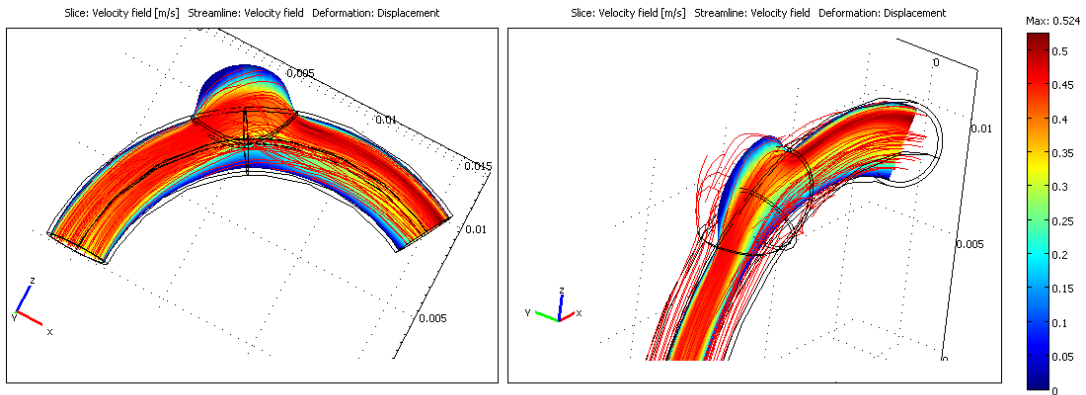 Slice: Velocity field [m/s] Streamline: Velocity field Deformation: Displacement
0.005
0.01
0.015
0.01
0.005
z
y
x
Slice: Velocity field [m/s] Streamline: Velocity field Deformation: Displacement
0
0.01
0.005
0
z
y
x
Max: 0.524
0.5
0.45
0.4
0.35
0.3
0.25
0.2
0.15
0.1
0.05
0